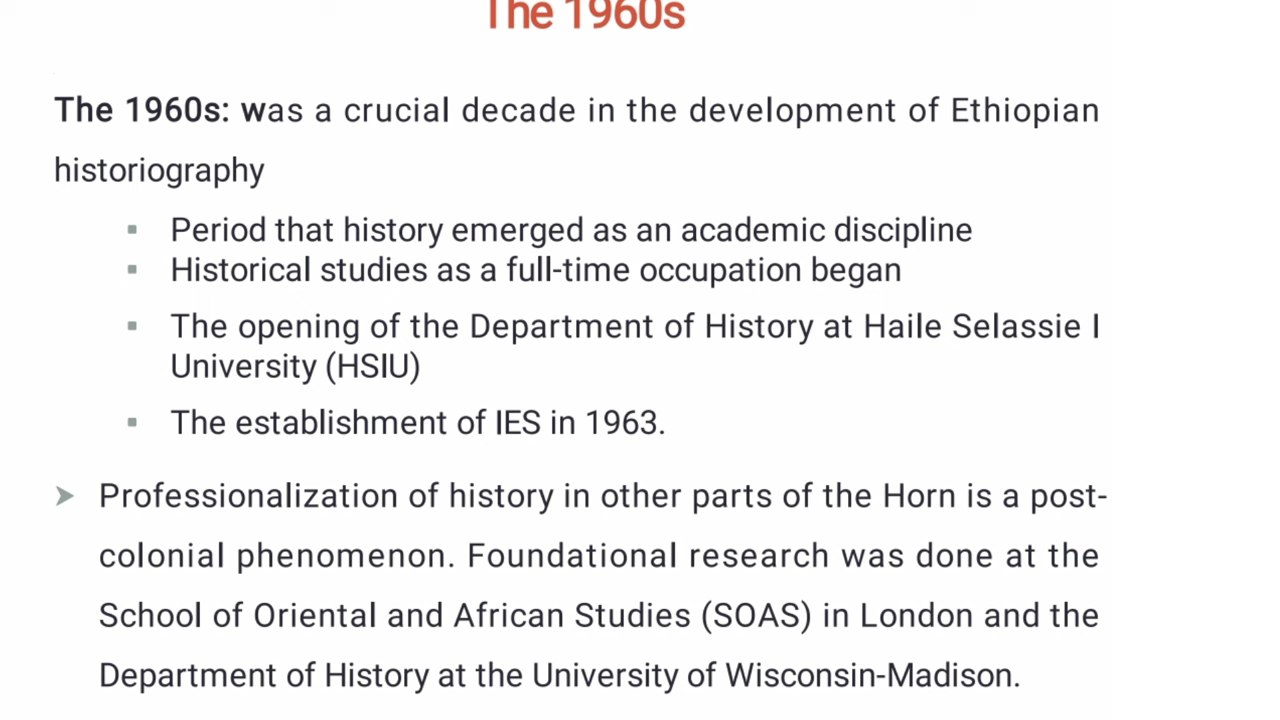 The 1960s
The 1960s: was a crucial decade in the development of Ethiopian
historiography
▪ Period that history emerged as an academic discipline
▪ Historical studies as a full-time occupation began
▪ The opening of the Department of History at Haile Selassie I
University (HSIU)
▪ The establishment of IES in 1963.
➤ Professionalization of history in other parts of the Horn is a post-
colonial phenomenon. Foundational research was done at the
School of Oriental and African Studies (SOAS) in London and the
Department of History at the University of Wisconsin-Madison.